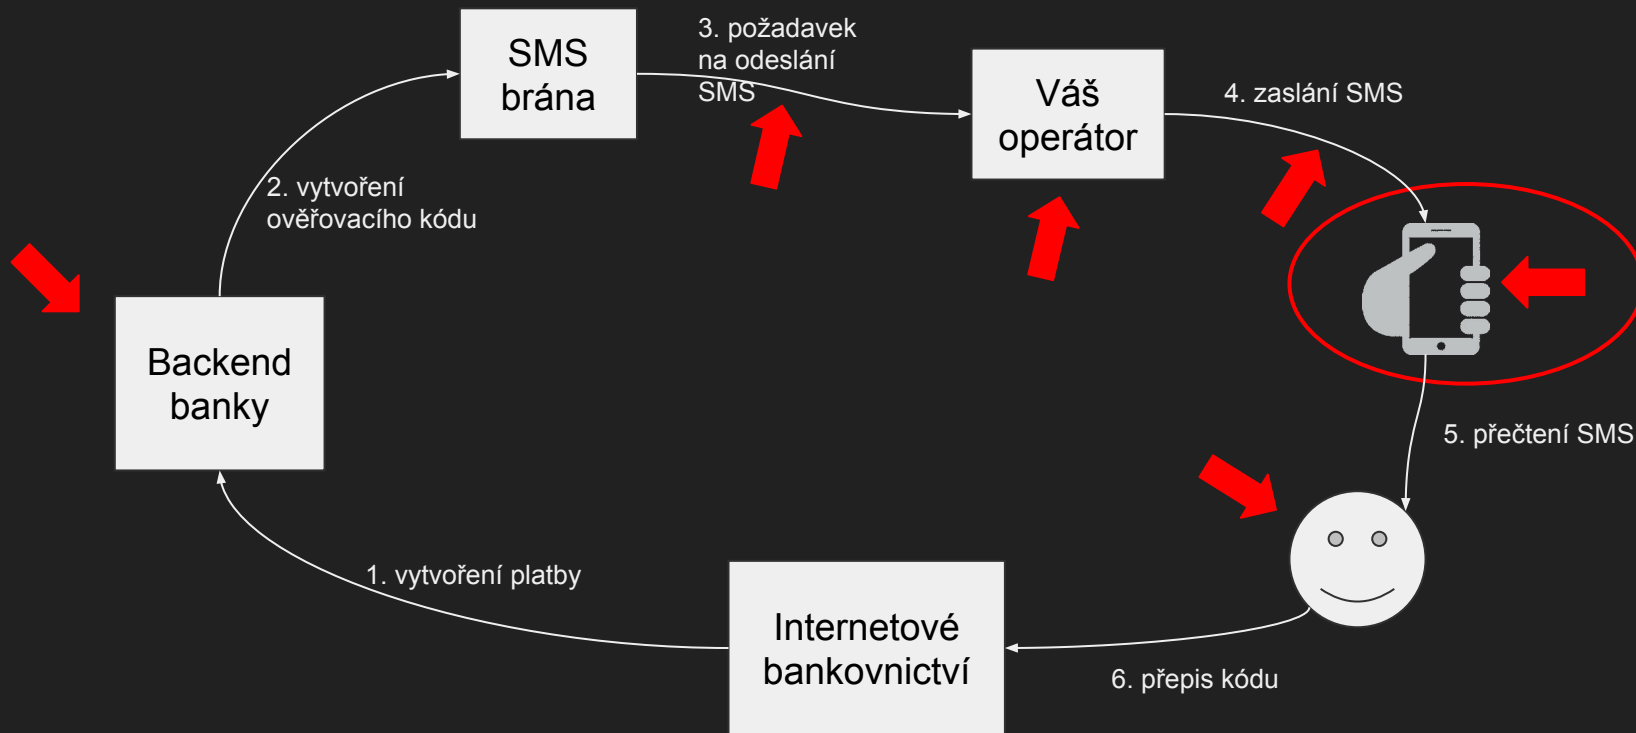 SMS
brána
3. požadavek
na odeslání
SMS
Váš
operátor
4. zaslání SMS
2. vytvoření
ověřovacího kódu
Backend
banky
5. přečtení SMS
1. vytvoření platby
Internetové
bankovnictví
6. přepis kódu